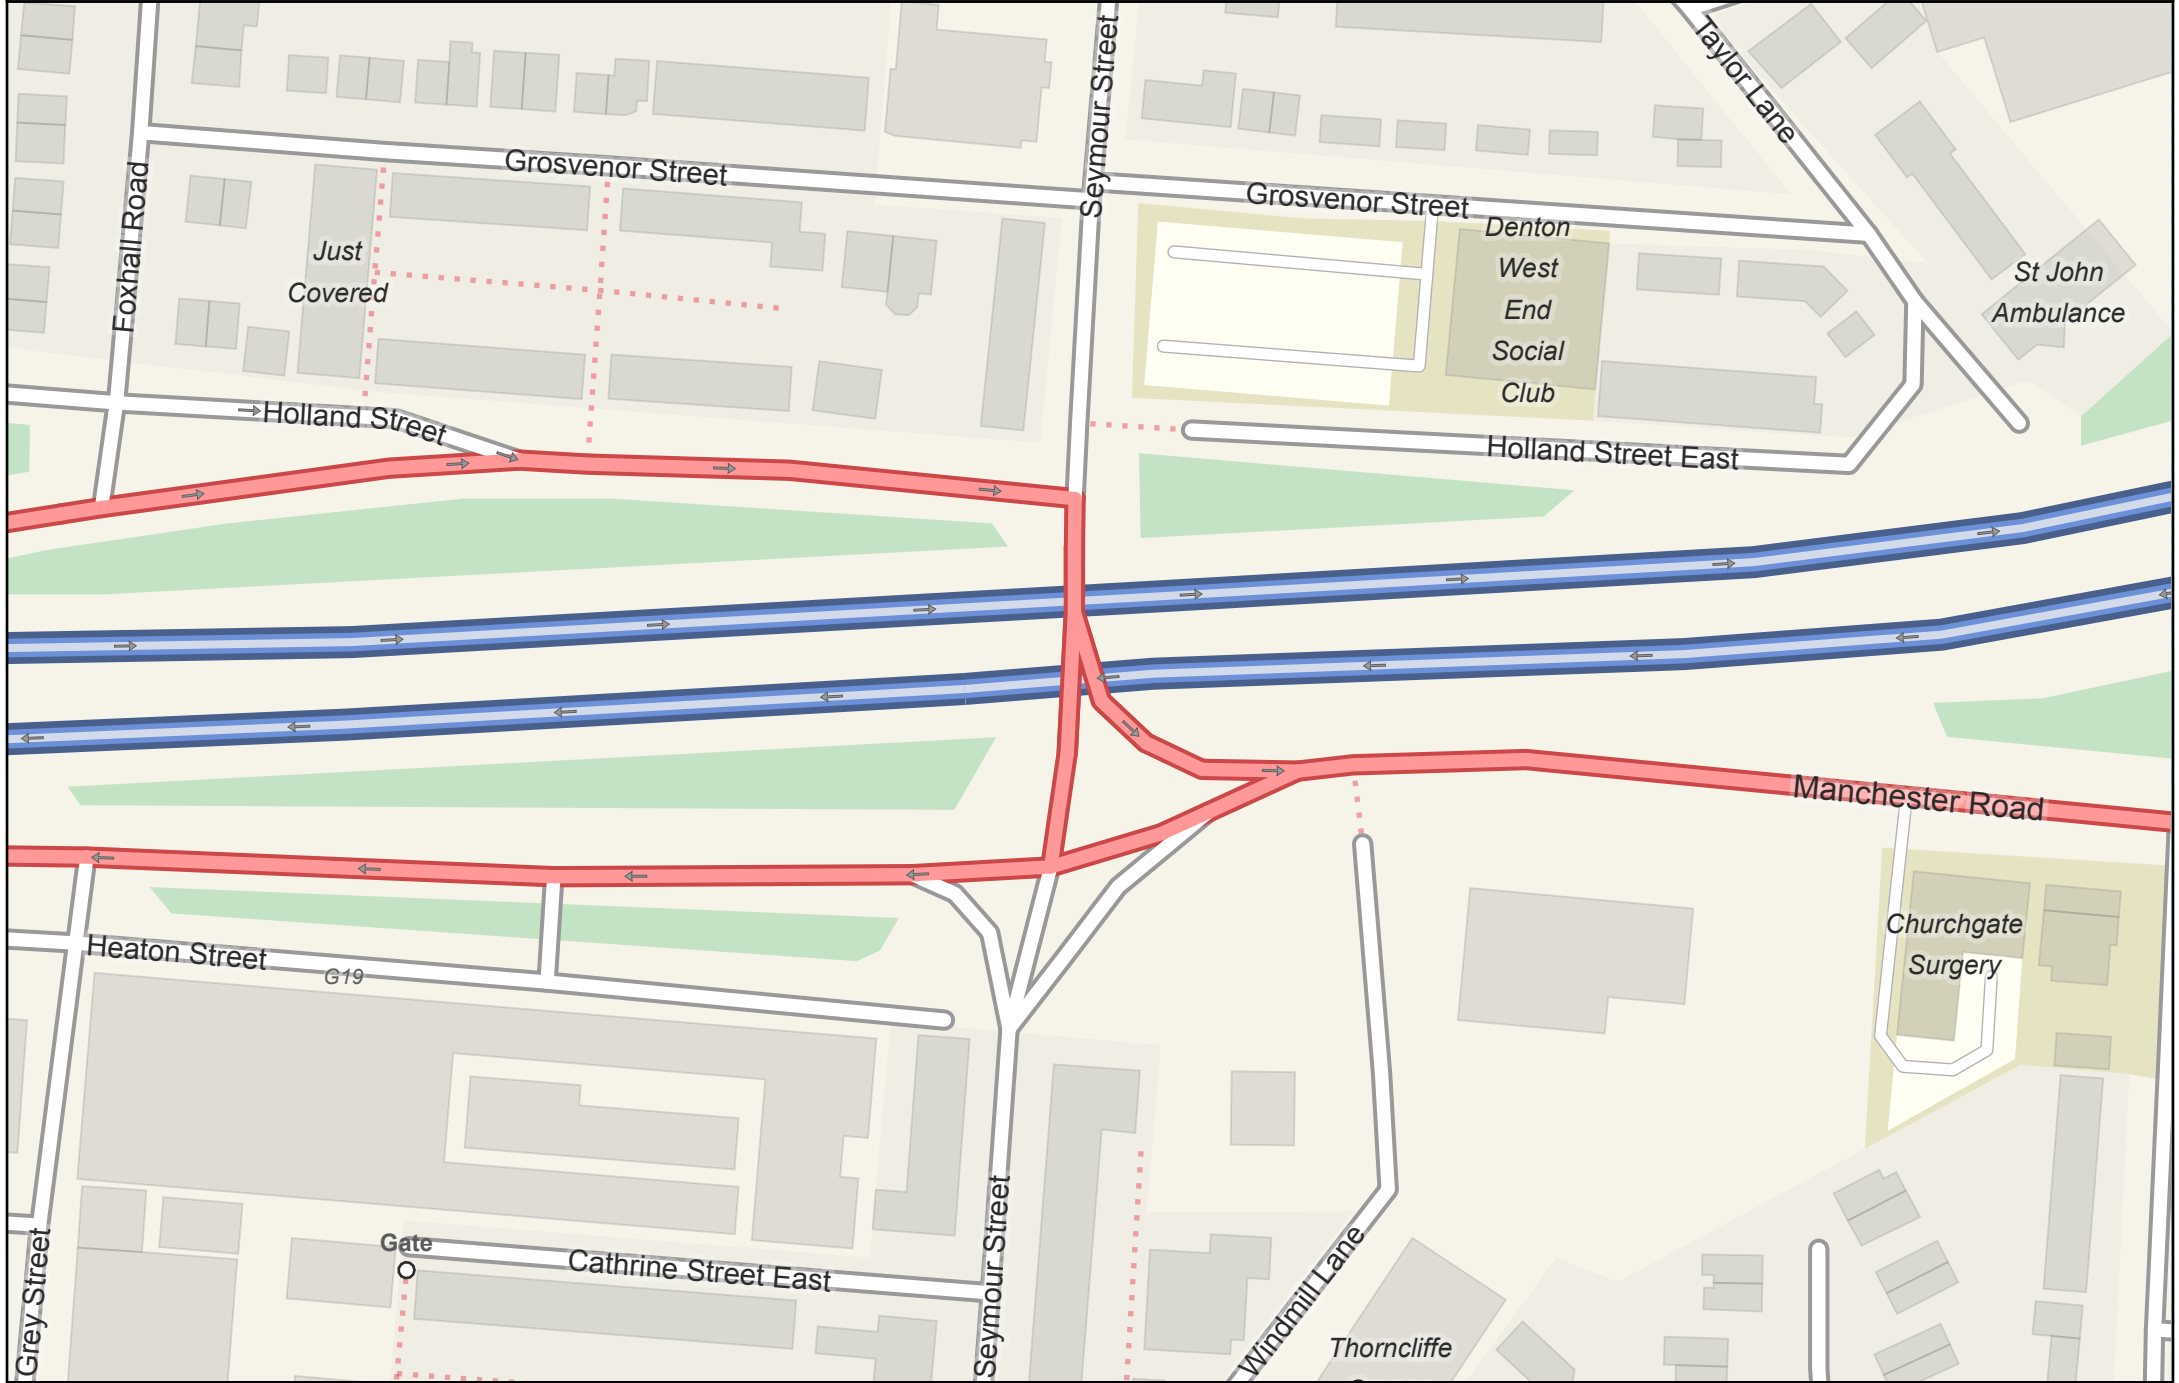 Seymour Street
Taylor Lane
Grosvenor Street
Grosvenor Street
Foxhall Road
Just
Covered
Denton
West
End
Social
Club
St John
Ambulance
Holland Street
Holland Street East
Manchester Road
Heaton Street
G19
Churchgate
Surgery
Gate
Cathrine Street East
Seymour Street
Grey Street
Windmill Lane
Thorncliffe